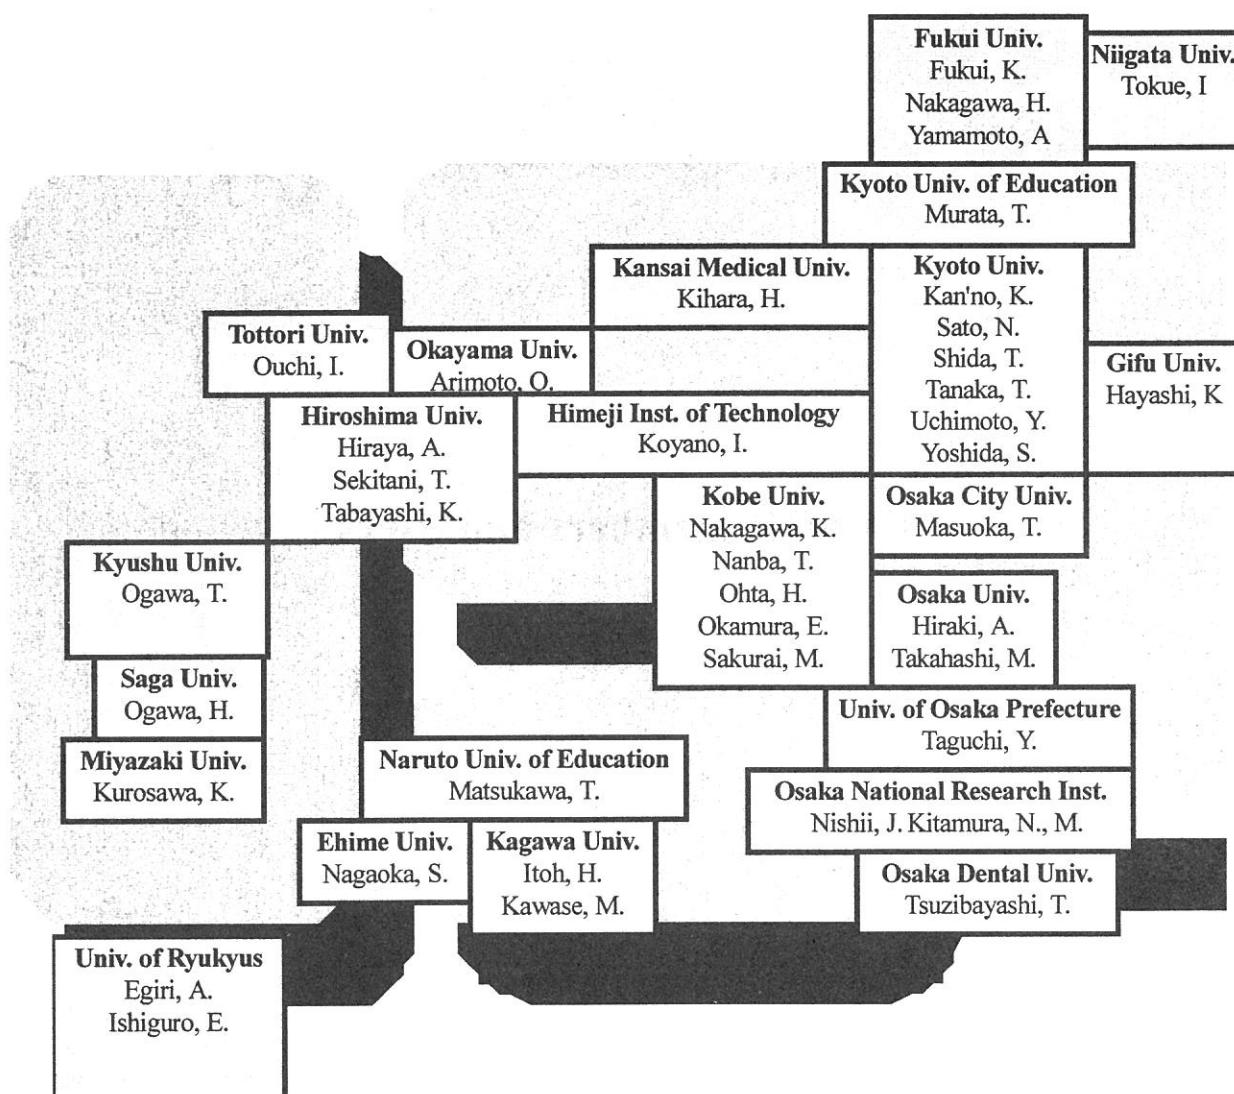 Fukui Univ.
Fukui, K.
Nakagawa, H.
Yamamoto, A
Niigata Univ.
Tokue, I
Kyoto Univ. of Education
Murata, T.
Kansai Medical Univ.
Kihara, H.
Kyoto Univ.
Kan'no, K.
Sato, N.
Shida, T.
Tanaka, T.
Uchimoto, Y.
Yoshida, S.
Tottori Univ.
Ouchi, I.
Okayama Univ.
Arimoto, O.
Gifu Univ.
Hayashi, K
Hiroshima Univ.
Hiraya, A.
Sekitani, T.
Tabayashi, K.
Himeji Inst. of Technology
Koyano, I.
Kobe Univ.
Nakagawa, K.
Nanba, T.
Ohta, H.
Okamura, E.
Sakurai, M.
Osaka City Univ.
Masuoka, T.
Kyushu Univ.
Ogawa, T.
Osaka Univ.
Hiraki, A.
Takahashi, M.
Saga Univ.
Ogawa, H.
Univ. of Osaka Prefecture
Taguchi, Y.
Miyazaki Univ.
Kurosawa, K.
Naruto Univ. of Education
Matsukawa, T.
Osaka National Research Inst.
Nishii, J. Kitamura, N., M.
Ehime Univ.
Nagaoka, S.
Kagawa Univ.
Itoh, H.
Kawase, M.
Osaka Dental Univ.
Tsuzibayashi, T.
Univ. of Ryukyus
Egiri, A.
Ishiguro, E.